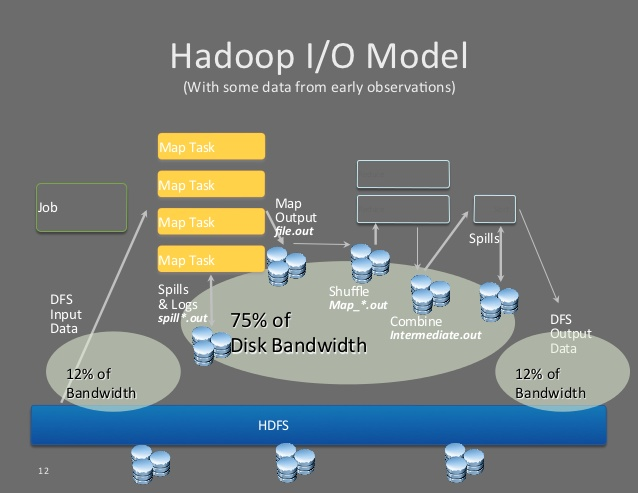 Hadoop I/O Model
(With some data from early observations)
Map Task
Map Task
Map Task
Map Task
Job
Map
Output
file.out
Spills
DFS
Input
Data
Spills
& Logs
spill*.out
Shuffle
Map_*.out
Combine
Intermediate.out
DFS
Output
Data
75% of
Disk Bandwidth
12% of
Bandwidth
12% of
Bandwidth
HDFS
12